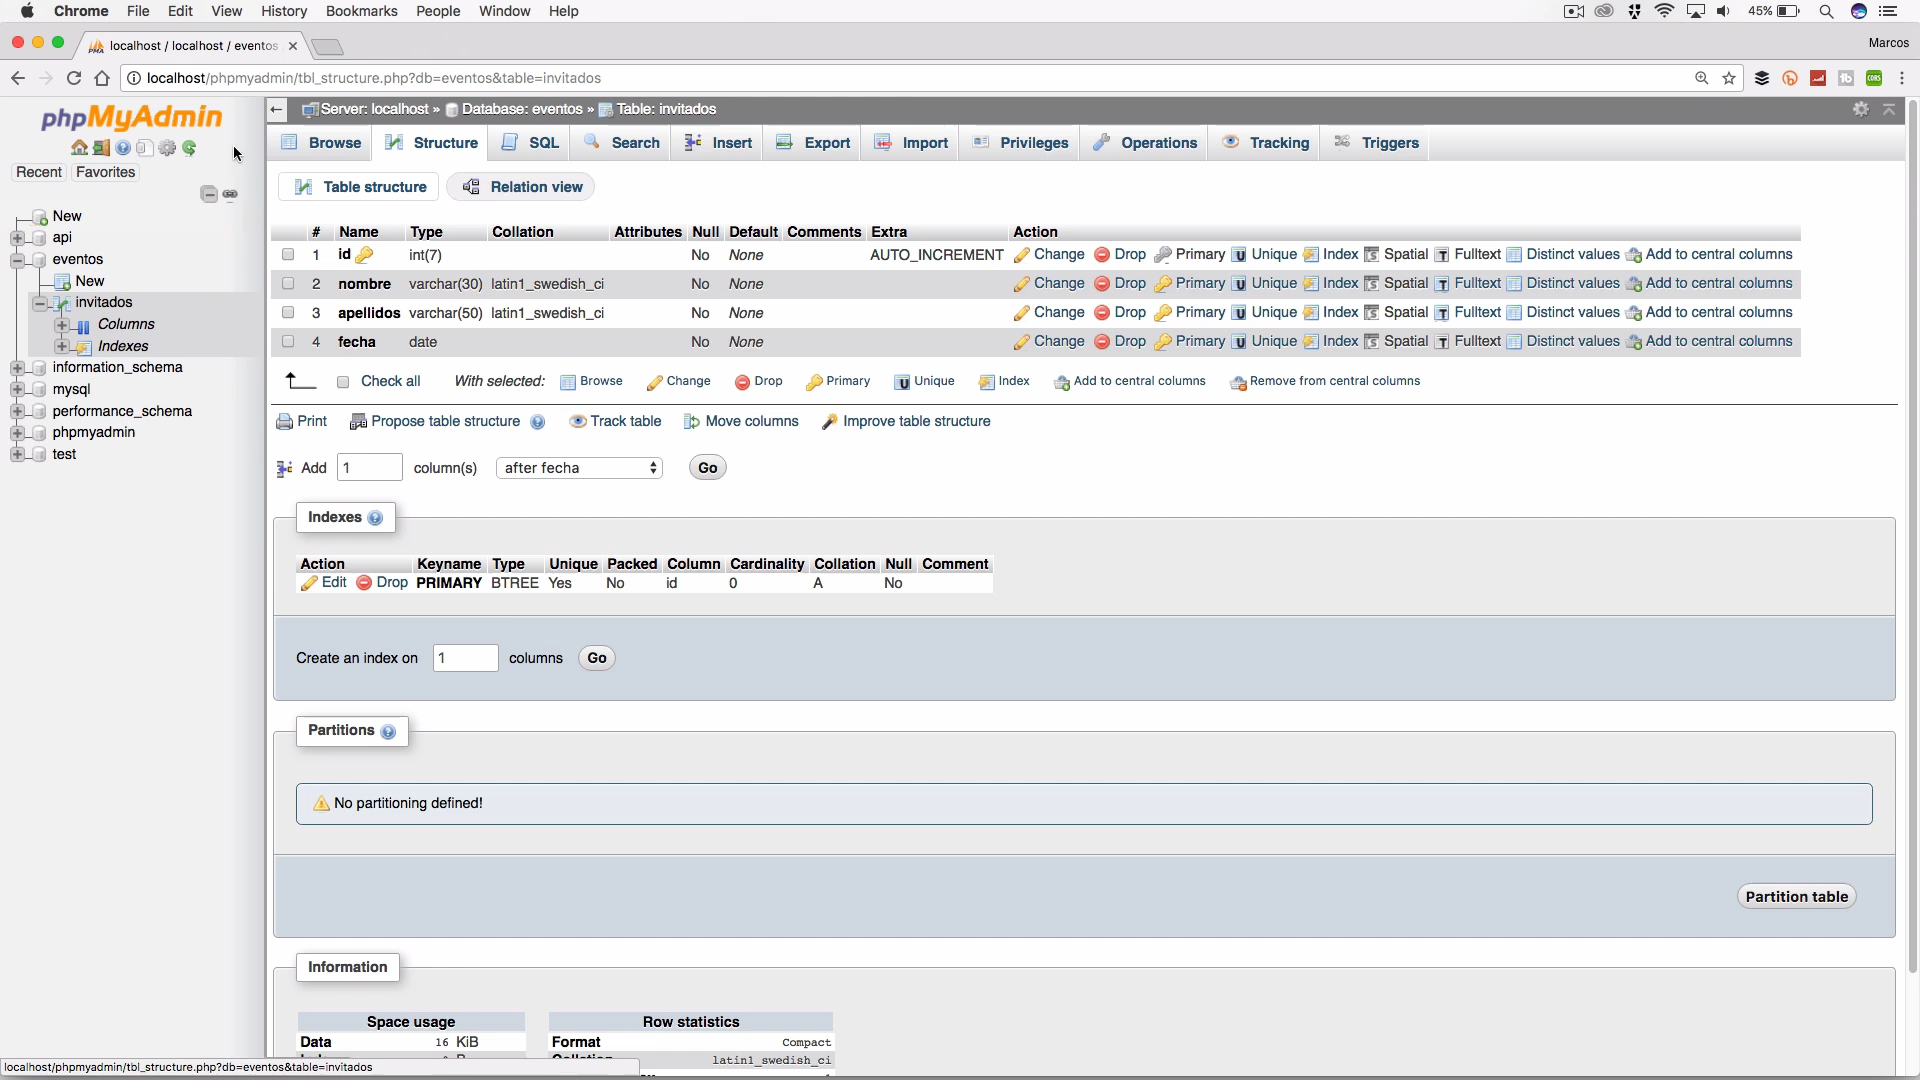 Chrome File Edit View History Bookmarks People Window Help 45%
localhost / localhost / eventos Marcos
localhost/phpmyadmin/tbl_structure.php?db=eventos&table=invitados
phpMyAdmin
Recent Favorites
New
api
eventos
New
invitados
Columns
Indexes
information_schema
mysql
performance_schema
phpmyadmin
test
Server: localhost » Database: eventos » Table: invitados
Browse Structure SQL Search Insert Export Import Privileges Operations Tracking Triggers
Table structure Relation view
# Name Type Collation Attributes Null Default Comments Extra Action
1 id int(7) No None AUTO_INCREMENT Change Drop Primary Unique Index Spatial Fulltext Distinct values Add to central columns
2 nombre varchar(30) latin1_swedish_ci No None Change Drop Primary Unique Index Spatial Fulltext Distinct values Add to central columns
3 apellidos varchar(50) latin1_swedish_ci No None Change Drop Primary Unique Index Spatial Fulltext Distinct values Add to central columns
4 fecha date No None Change Drop Primary Unique Index Spatial Fulltext Distinct values Add to central columns
Check all With selected: Browse Change Drop Primary Unique Index Add to central columns Remove from central columns
Print Propose table structure Track table Move columns Improve table structure
Add 1 column(s) after fecha Go
Indexes
Action Keyname Type Unique Packed Column Cardinality Collation Null Comment
Edit Drop PRIMARY BTREE Yes No id 0 A No
Create an index on 1 columns Go
Partitions
No partitioning defined!
Partition table
Information
Space usage Row statistics
Data 16 KiB Format Compact
latin1_swedish_ci
localhost/phpmyadmin/tbl_structure.php?db=eventos&table=invitados